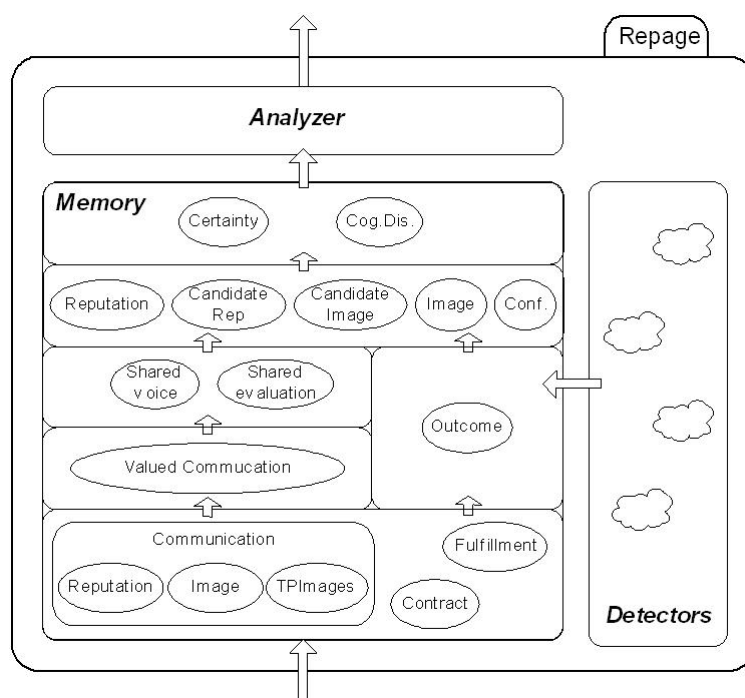 Repage
Analyzer
Memory
Certainty
Cog.Dis.
Reputation
Candidate
Rep
Candidate
Image
Image
Conf.
Shared
voice
Shared
evaluation
Outcome
Valued Commucation
Communication
Reputation
Image
TPImages
Fulfillment
Contract
Detectors